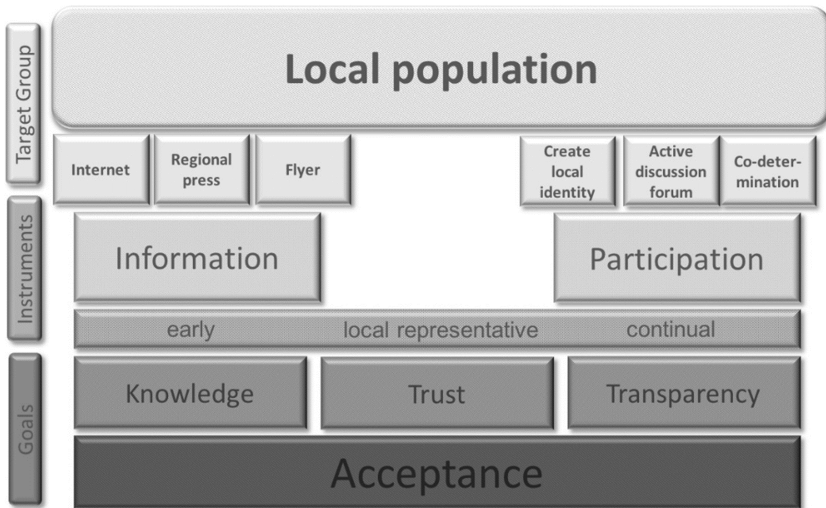 Target Group
Local population
Internet
Regional
press
Flyer
Create
local
identity
Active
discussion
forum
Co-deter-
mination
Instruments
Information
Participation
early
local representative
continual
Goals
Knowledge
Trust
Transparency
Acceptance